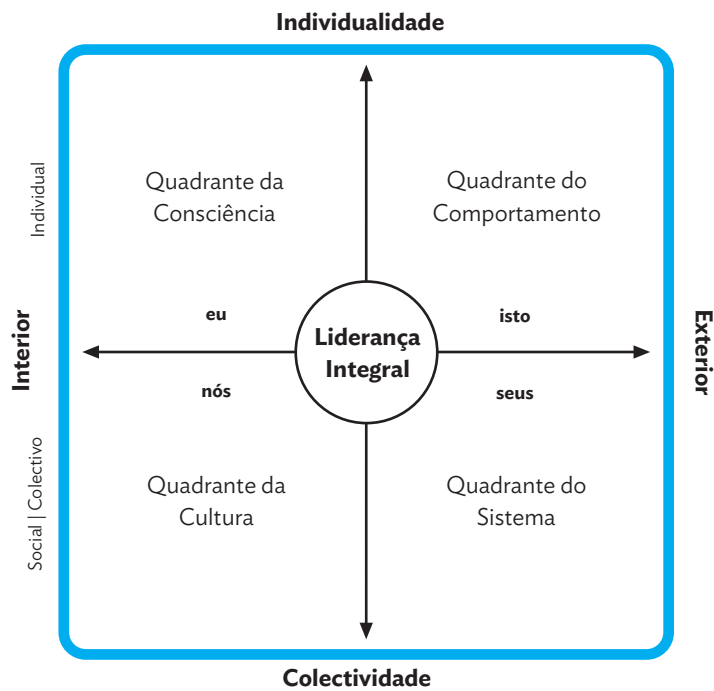 Individualidade
Individual
Quadrante da
Consciência
Quadrante do
Comportamento
eu
isto
Interior
Liderança
Integral
Exterior
nós
seus
Social | Colectivo
Quadrante da
Cultura
Quadrante do
Sistema
Colectividade